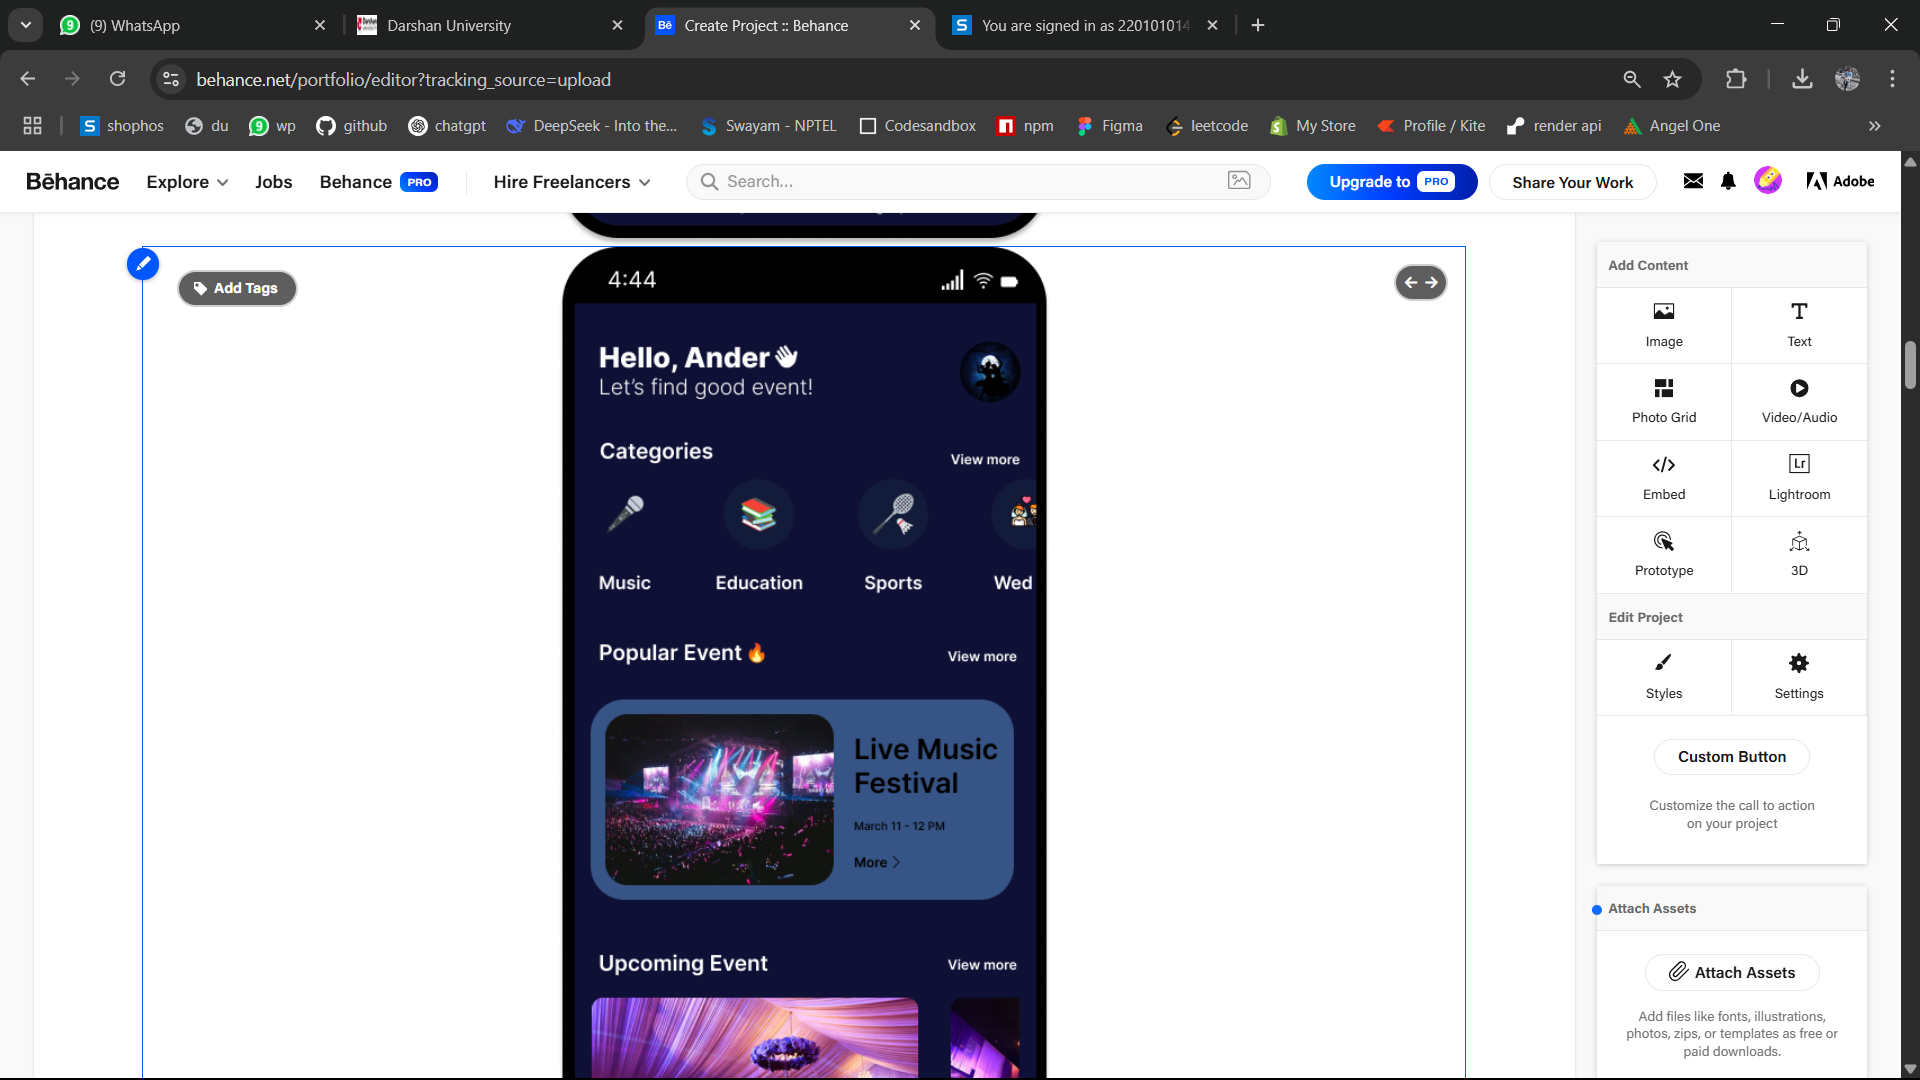 (9) WhatsApp
Darshan University
Create Project :: Behance
You are signed in as 220101014
behance.net/portfolio/editor?tracking_source=upload
shophos
du
wp
github
chatgpt
DeepSeek - Into the...
Swayam - NPTEL
Codesandbox
npm
Figma
leetcode
My Store
Profile / Kite
render api
Angel One
Bēhance
Explore
Jobs
Behance PRO
Hire Freelancers
Search...
Upgrade to PRO
Share Your Work
Adobe
Add Tags
4:44
Hello, Ander
Let's find good event!
Categories
View more
Music
Education
Sports
Wed
Popular Event
View more
Live Music
Festival
March 11 - 12 PM
More
Upcoming Event
View more
Add Content
Image
Text
Photo Grid
Video/Audio
Embed
Lr
Lightroom
Prototype
3D
Edit Project
Styles
Settings
Custom Button
Customize the call to action
on your project
Attach Assets
Attach Assets
Add files like fonts, illustrations,
photos, zips, or templates as free or
paid downloads.